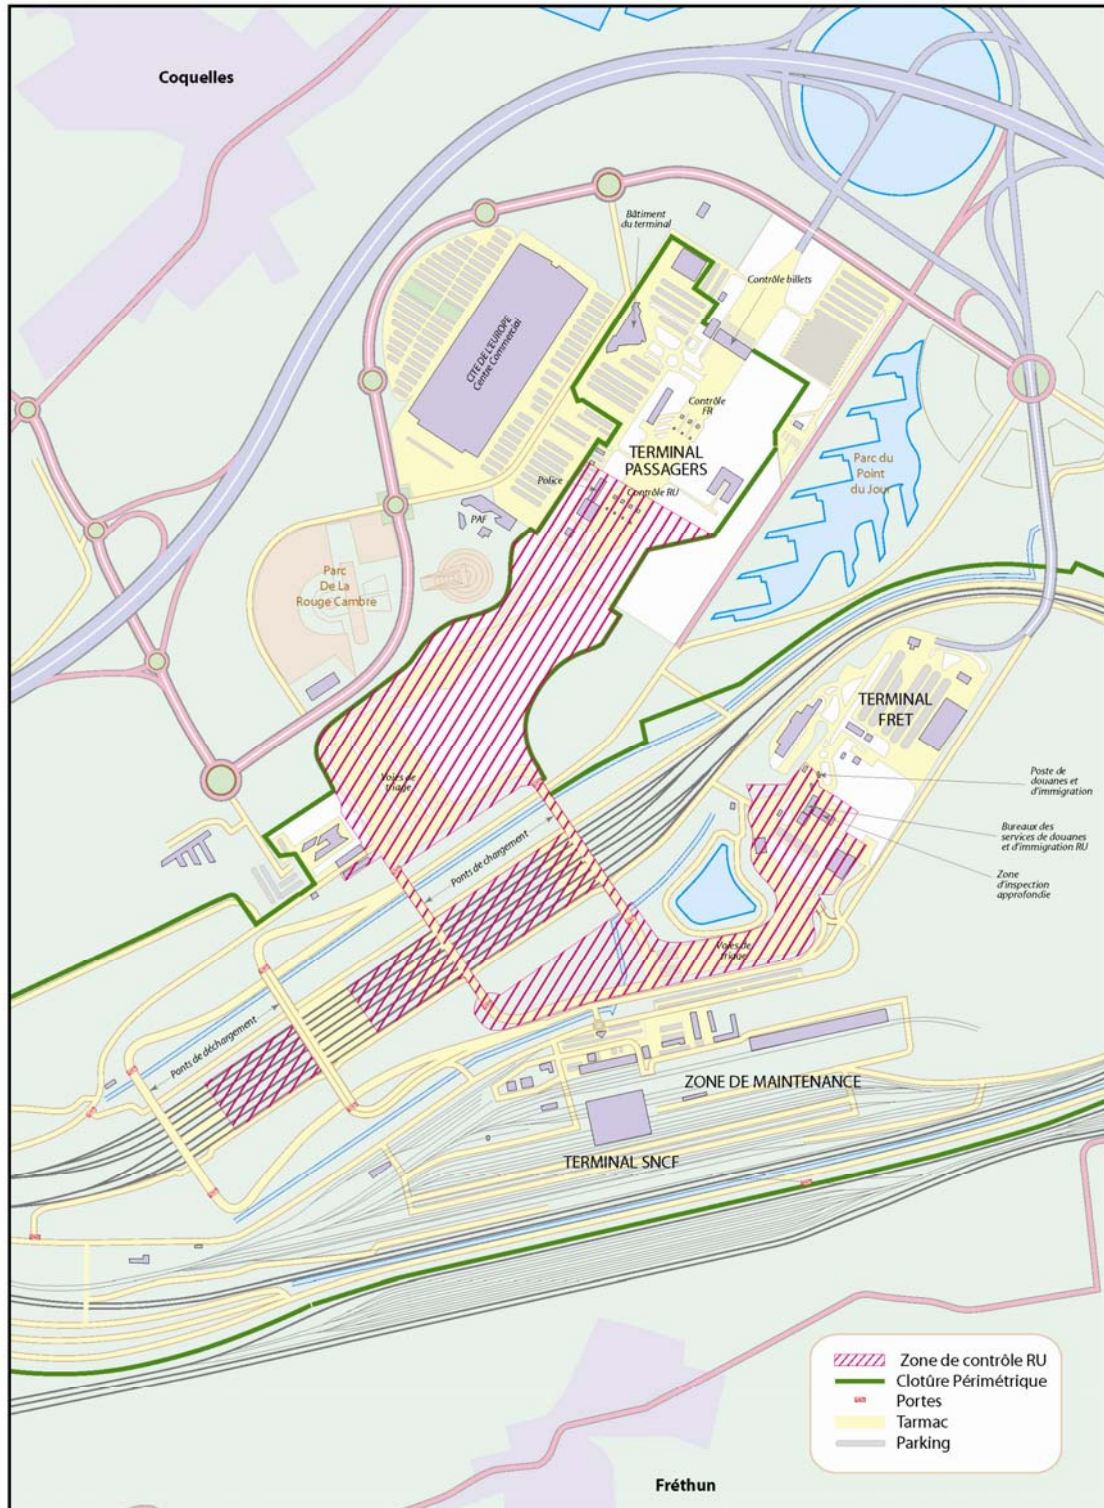 Coquelles
Bâtiment
du terminal
Contrôle billets
CITE DE L'EUROPE
Centre Commercial
Contrôle
FR
TERMINAL
PASSAGERS
Police
Contrôle RU
PAF
Parc du
Point
du Jour
Parc
De La
Rouge Cambre
TERMINAL
FRET
Voies de
triage
Poste de
douanes et
d'immigration
Bureaux des
services de douanes
et d'immigration RU
Zone
d'inspection
approfondie
Ponts de chargement
Voies de
triage
Ponts de déchargement
ZONE DE MAINTENANCE
TERMINAL SNCF
Zone de contrôle RU
Clotûre Périmétrique
Portes
Tarmac
Parking
Fréthun